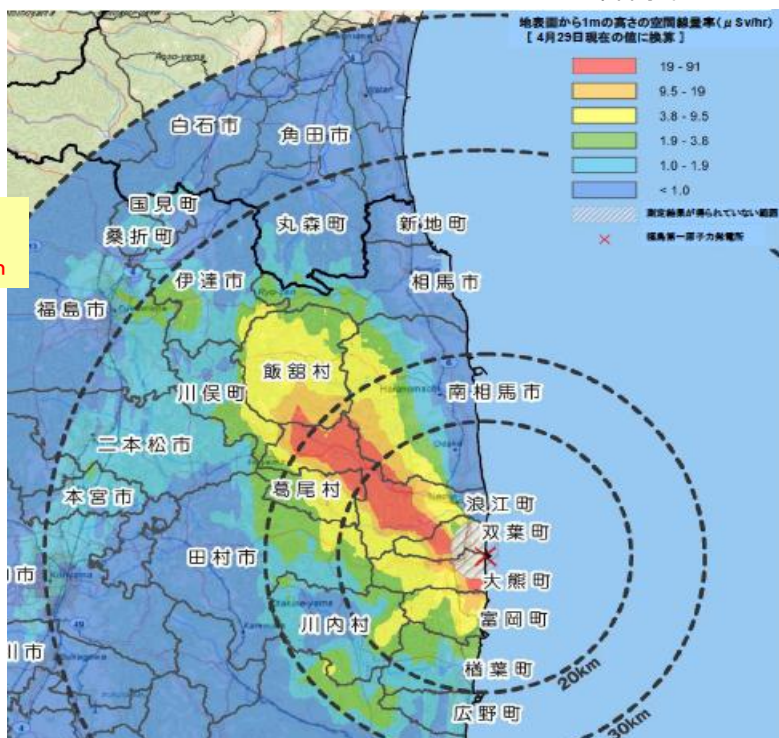 地表面から1mの高さの空間線量率(μSv/hr)
[ 4月29日現在の値に換算 ]
19 - 91
9.5 - 19
3.8 - 9.5
1.9 - 3.8
1.0 - 1.9
< 1.0
測定結果が得られていない範囲
福島第一原子力発電所
白石市
角田市
国見町
丸森町
新地町
桑折町
伊達市
相馬市
福島市
飯舘村
川俣町
南相馬市
Haranomachi
二本松市
Odaka
葛尾村
本宮市
浪江町
双葉町
田村市
大熊町
川内村
富岡町
楢葉町
20km
川市
広野町
30km